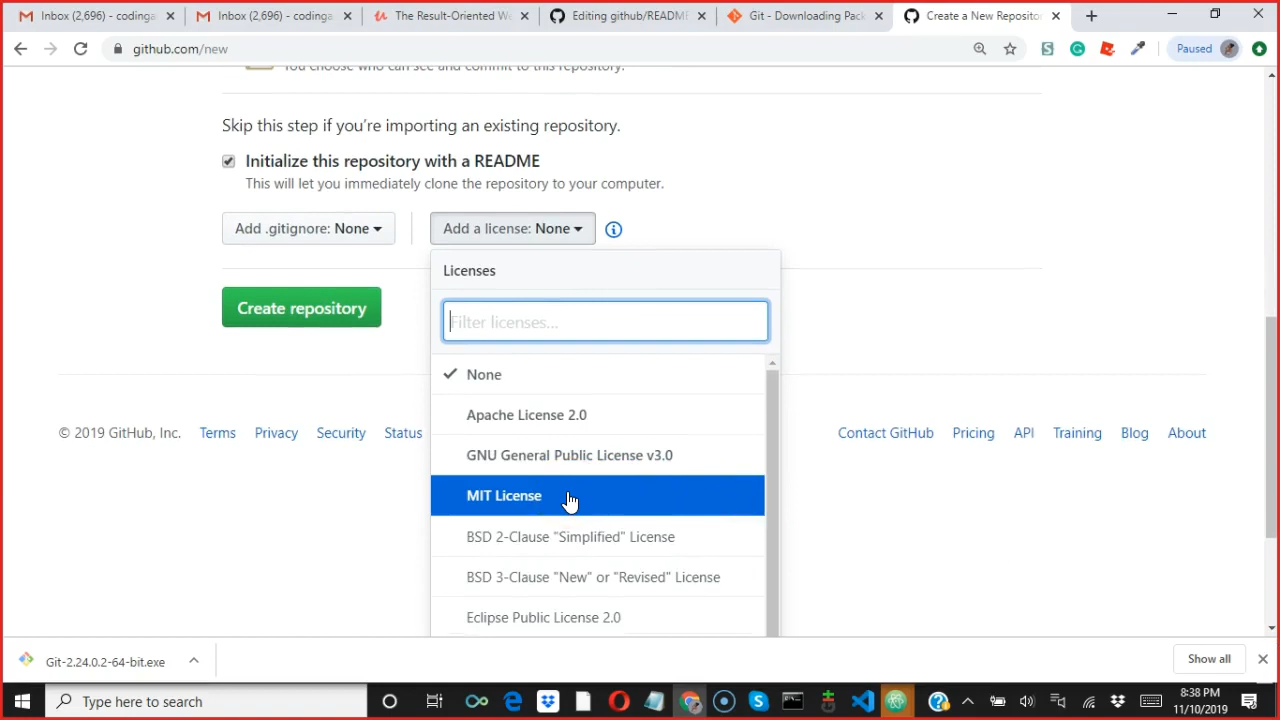 Inbox (2,696) - codinga
Inbox (2,696) - codinga
The Result-Oriented W
Editing github/README
Git - Downloading Pack
Create a New Reposito
github.com/new
Paused
You choose who can see and commit to this repository.
Skip this step if you're importing an existing repository.
Initialize this repository with a README
This will let you immediately clone the repository to your computer.
Add .gitignore: None
Add a license: None
Licenses
Filter licenses...
None
Apache License 2.0
GNU General Public License v3.0
MIT License
BSD 2-Clause "Simplified" License
BSD 3-Clause "New" or "Revised" License
Eclipse Public License 2.0
Create repository
© 2019 GitHub, Inc.
Terms
Privacy
Security
Status
Contact GitHub
Pricing
API
Training
Blog
About
Git-2.24.0.2-64-bit.exe
Show all
Type here to search
8:38 PM
11/10/2019